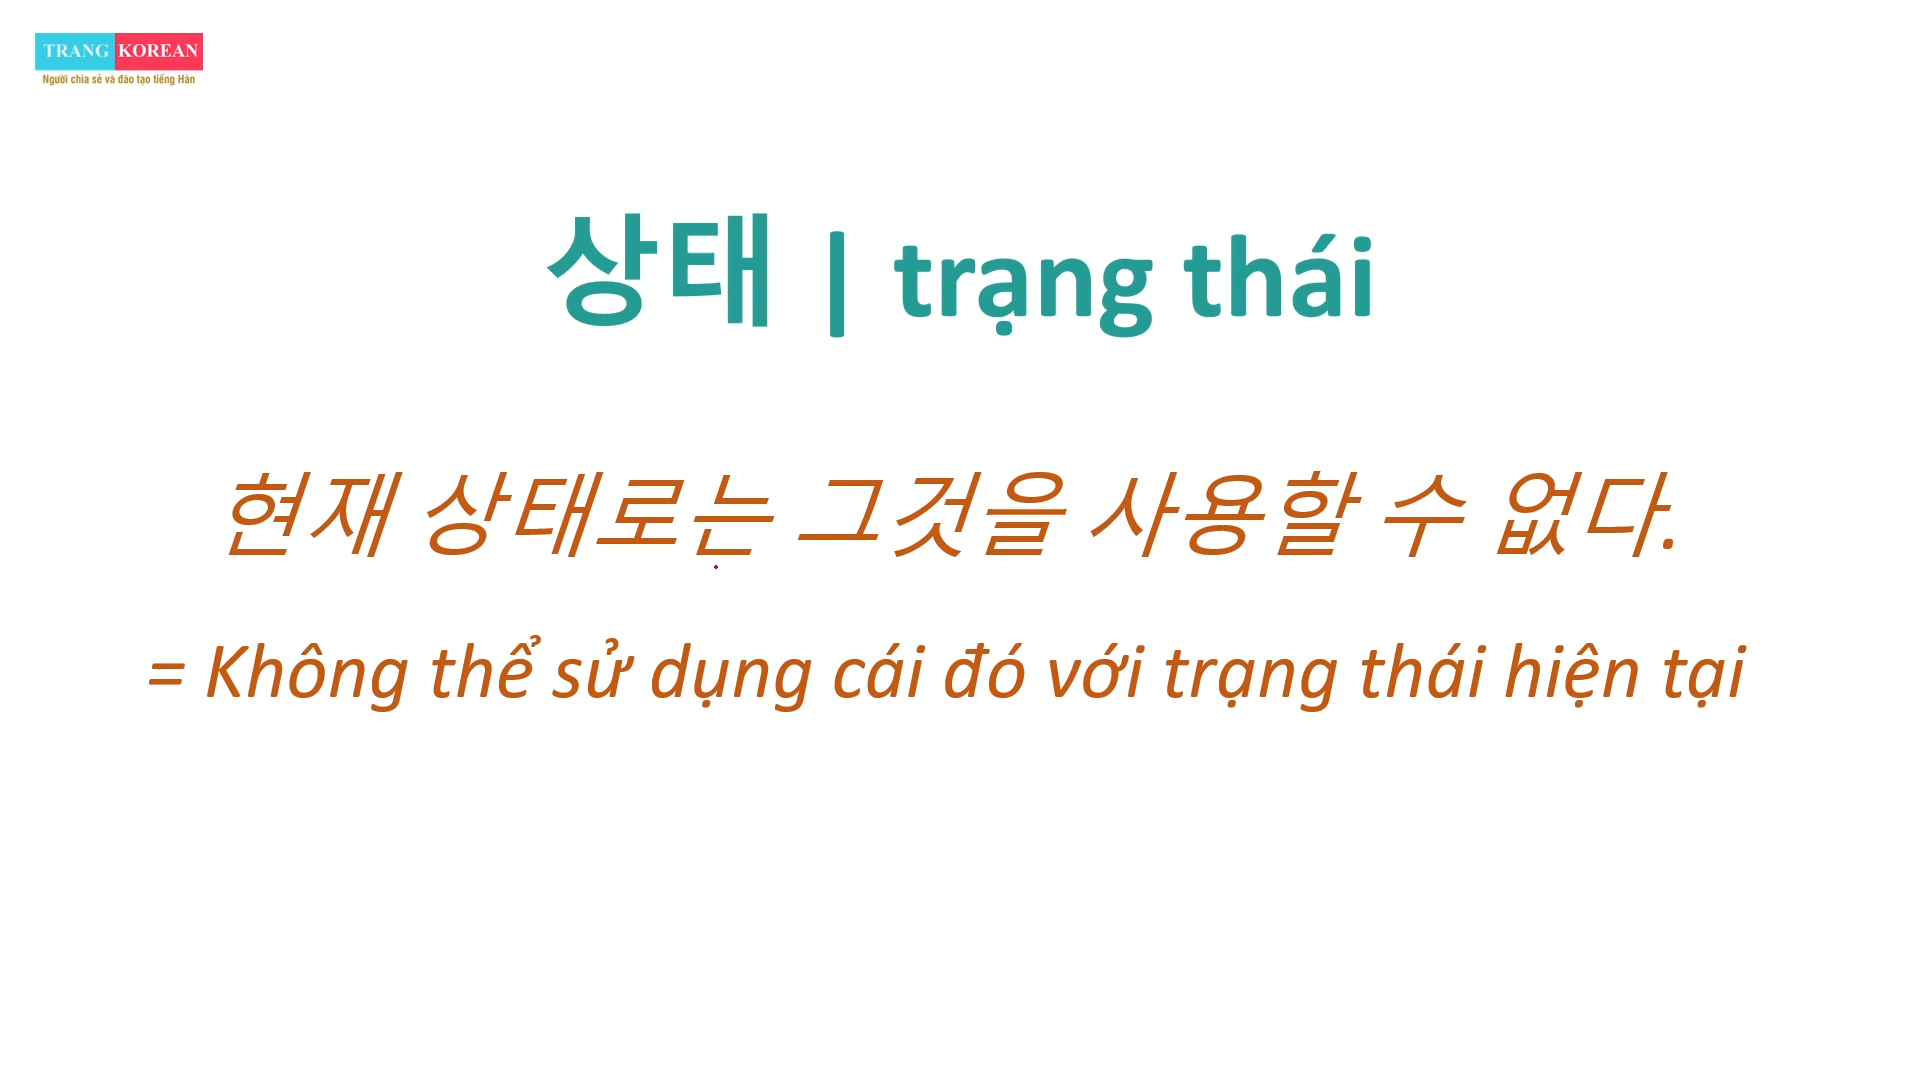 TRANG KOREAN
Người chia sẻ và đào tạo tiếng Hàn
상태 | trạng thái
현재 상태로는 그것을 사용할 수 없다.
= Không thể sử dụng cái đó với trạng thái hiện tại